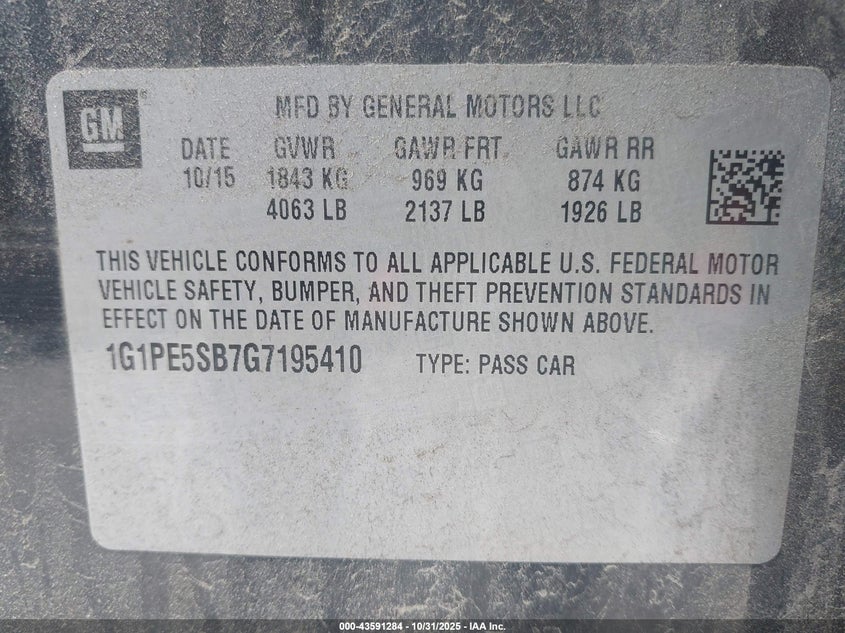 GM
MFD BY GENERAL MOTORS LLC
DATE GVWR GAWR FRT GAWR RR
10/15 1843 KG 969 KG 874 KG
4063 LB 2137 LB 1926 LB
THIS VEHICLE CONFORMS TO ALL APPLICABLE U.S. FEDERAL MOTOR
VEHICLE SAFETY, BUMPER, AND THEFT PREVENTION STANDARDS IN
EFFECT ON THE DATE OF MANUFACTURE SHOWN ABOVE.
1G1PE5SB7G7195410 TYPE: PASS CAR
000-43591284 - 10/31/2025 - IAA Inc.